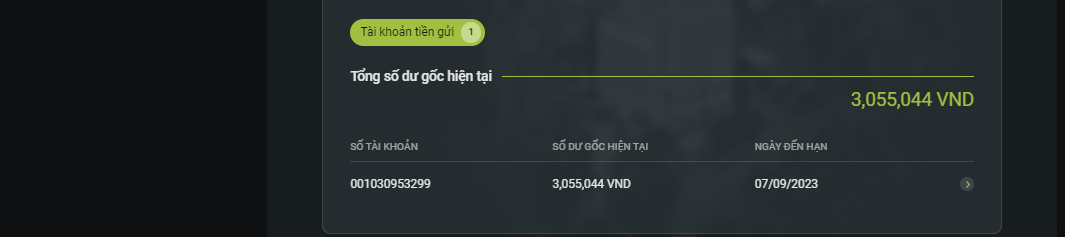 Tài khoản tiền gửi 1
Tổng số dư gốc hiện tại
3,055,044 VND
SỐ TÀI KHOẢN SỐ DƯ GỐC HIỆN TẠI NGÀY ĐẾN HẠN
001030953299 3,055,044 VND 07/09/2023